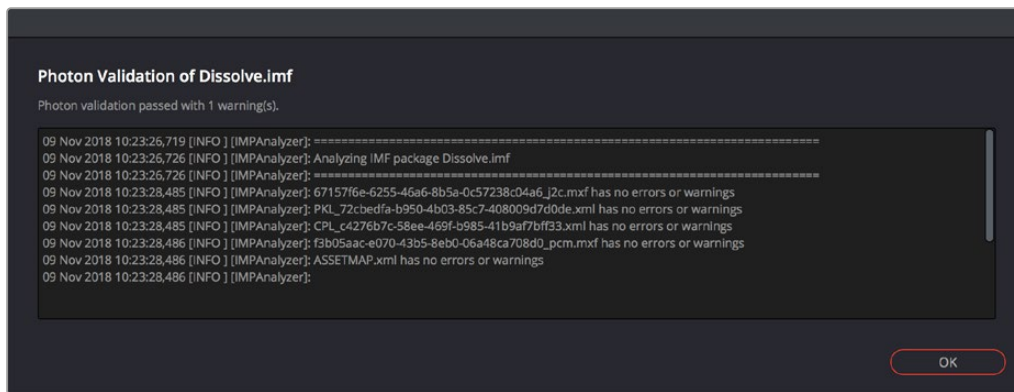 Photon Validation of Dissolve.imf
Photon validation passed with 1 warning(s).
09 Nov 2018 10:23:26,719 [INFO ] [IMPAnalyzer]: ==========================================================================
09 Nov 2018 10:23:26,726 [INFO ] [IMPAnalyzer]: Analyzing IMF package Dissolve.imf
09 Nov 2018 10:23:26,726 [INFO ] [IMPAnalyzer]: ==========================================================================
09 Nov 2018 10:23:28,485 [INFO ] [IMPAnalyzer]: 67157f6e-6255-46a6-8b5a-0c57238c04a6_j2c.mxf has no errors or warnings
09 Nov 2018 10:23:28,485 [INFO ] [IMPAnalyzer]: PKL_72cbedfa-b950-4b03-85c7-408009d7d0de.xml has no errors or warnings
09 Nov 2018 10:23:28,485 [INFO ] [IMPAnalyzer]: CPL_c4276b7c-58ee-469f-b985-41b9af7bff33.xml has no errors or warnings
09 Nov 2018 10:23:28,486 [INFO ] [IMPAnalyzer]: f3b05aac-e070-43b5-8eb0-06a48ca708d0_pcm.mxf has no errors or warnings
09 Nov 2018 10:23:28,486 [INFO ] [IMPAnalyzer]: ASSETMAP.xml has no errors or warnings
09 Nov 2018 10:23:28,486 [INFO ] [IMPAnalyzer]:
OK